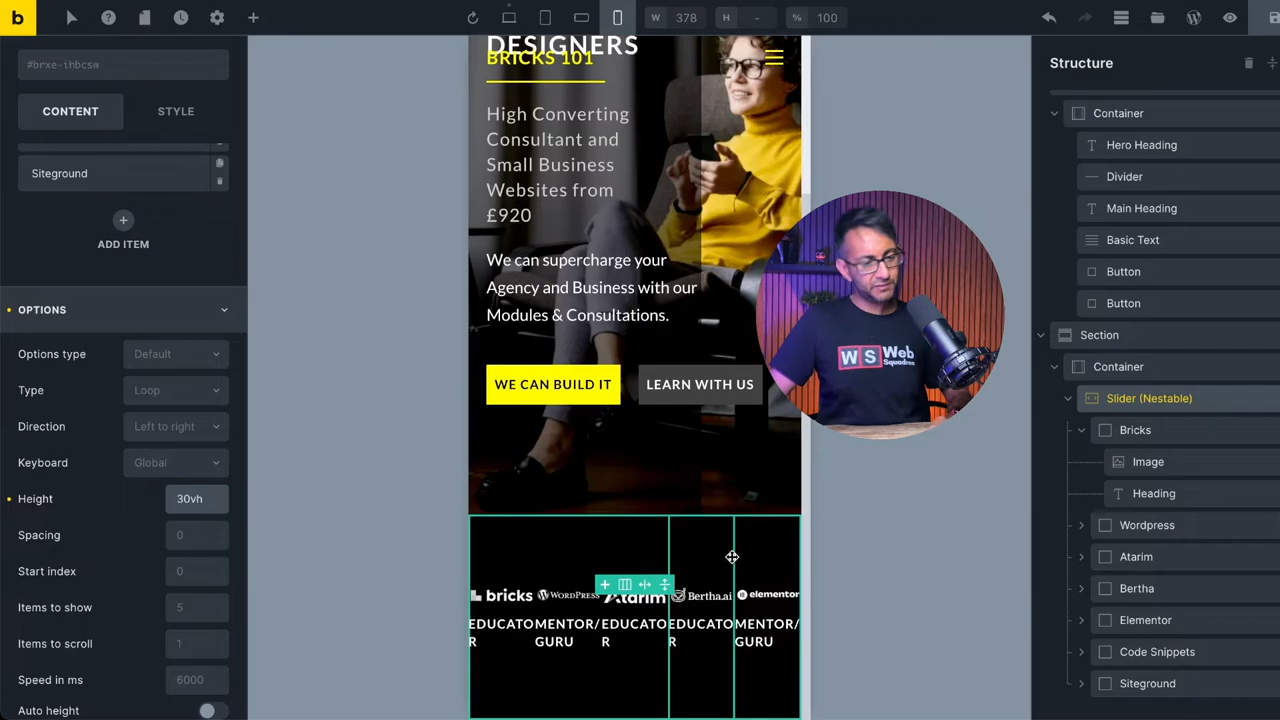 b
W 378 H - % 100
#brxe-ihbcsw
CONTENT STYLE
Siteground
ADD ITEM
OPTIONS
Options type Default
Type Loop
Direction Left to right
Keyboard Global
Height 30vh
Spacing 0
Start index 0
Items to show 5
Items to scroll 1
Speed in ms 6000
Auto height
DESIGNERS
BRICKS 101
High Converting
Consultant and
Small Business
Websites from
£920
We can supercharge your
Agency and Business with our
Modules & Consultations.
WE CAN BUILD IT LEARN WITH US
bricks WORDPRESS Atarim Bertha.ai elementor
EDUCATO MENTOR/ EDUCATO EDUCATO MENTOR/
R GURU R R GURU
WS Web
Squadron
Structure
Container
Hero Heading
Divider
Main Heading
Basic Text
Button
Button
Section
Container
Slider (Nestable)
Bricks
Image
Heading
Wordpress
Atarim
Bertha
Elementor
Code Snippets
Siteground